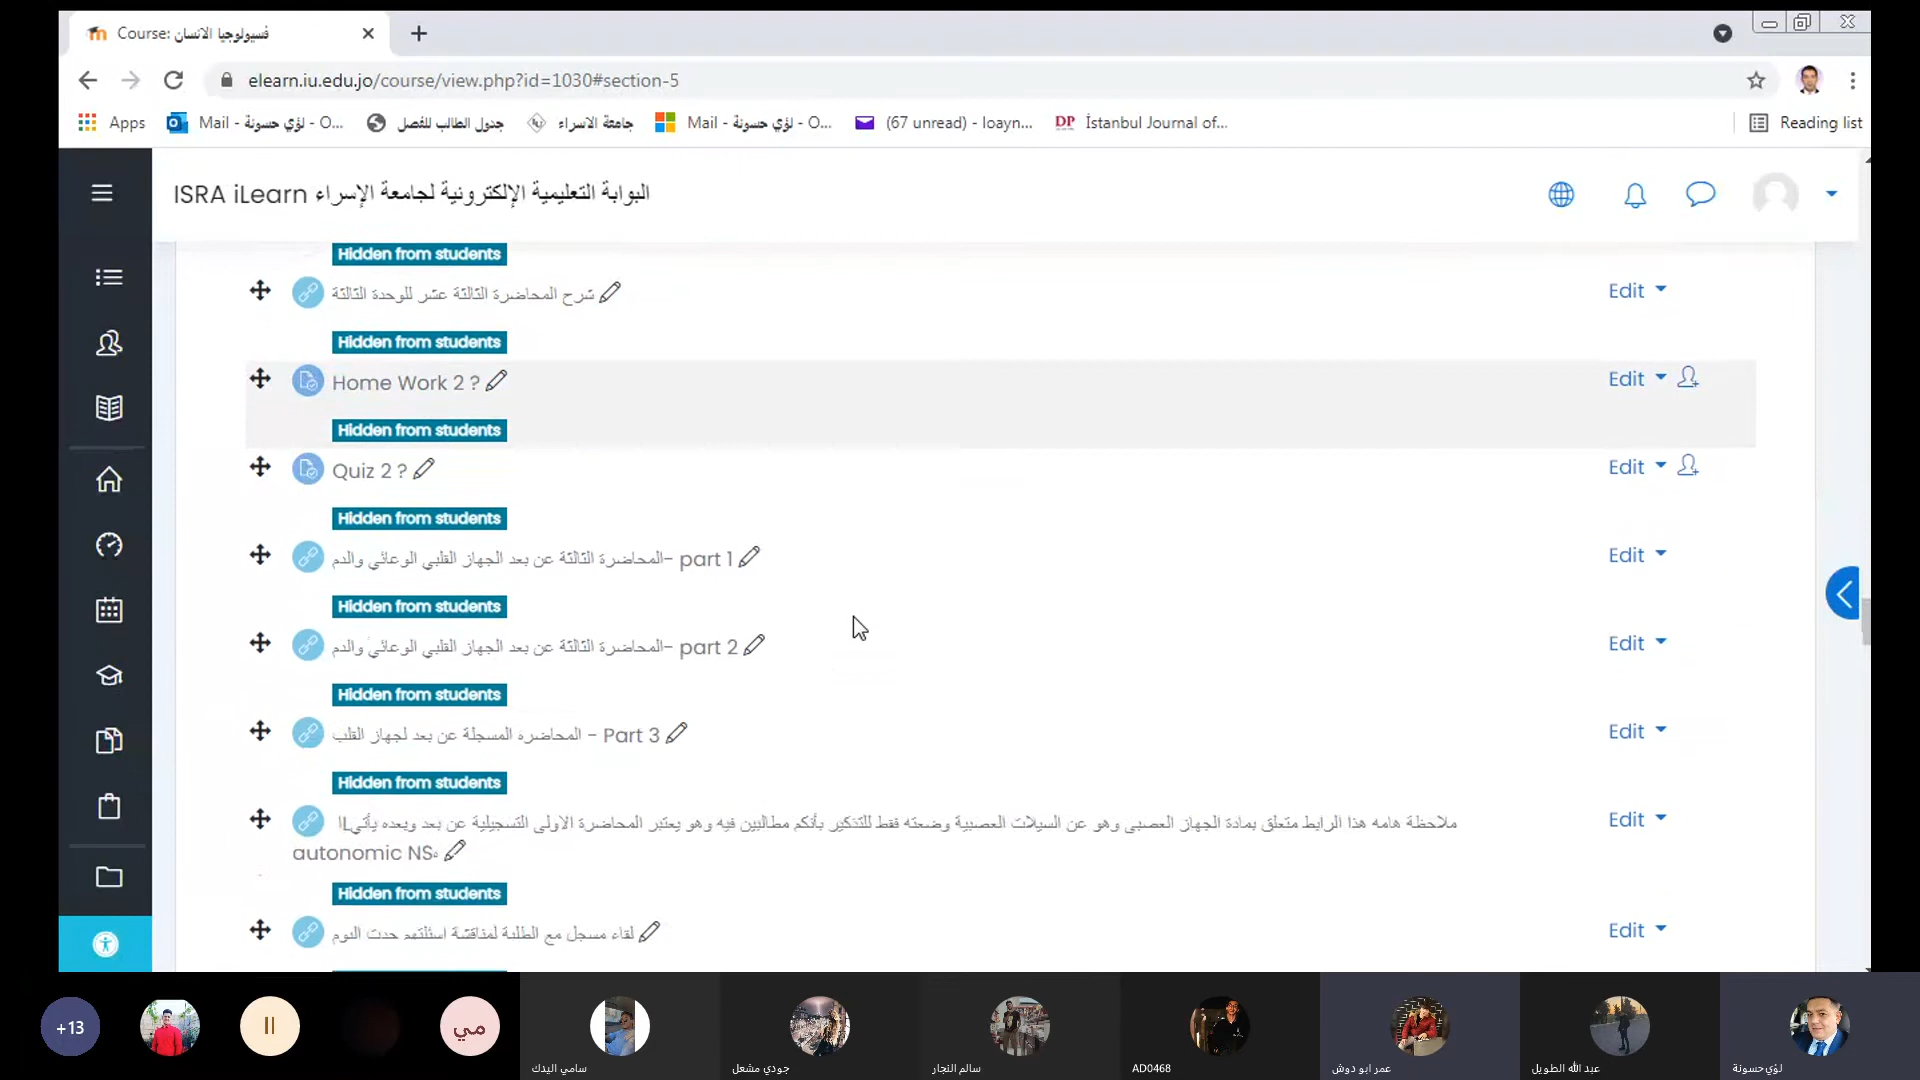 Course: فسيولوجيا الانسان
elearn.iu.edu.jo/course/view.php?id=1030#section-5
Apps
Mail - لؤي حسونة - O...
جدول الطالب للفصل
جامعة الاسراء
Mail - لؤي حسونة - O...
(67 unread) - loayn...
DP İstanbul Journal of...
Reading list
ISRA iLearn البوابة التعليمية الإلكترونية لجامعة الإسراء
Hidden from students
شرح المحاضرة الثالثة عشر للوحدة الثالثة
Edit
Hidden from students
Home Work 2 ?
Edit
Hidden from students
Quiz 2 ?
Edit
Hidden from students
المحاضرة الثالثة عن بعد الجهاز القلبي الوعائي والدم- part 1
Edit
Hidden from students
المحاضرة الثالثة عن بعد الجهاز القلبي الوعائي والدم- part 2
Edit
Hidden from students
المحاضره المسجلة عن بعد لجهاز القلب - Part 3
Edit
Hidden from students
ملاحظة هامه هذا الرابط متعلق بمادة الجهاز العصبي وهو عن السيلات العصبية وضعته فقط للتذكير بأنكم مطالبين فيه وهو يعتبر المحاضرة الاولى التسجيلية عن بعد وبعده يأتي
autonomic NS
Edit
Hidden from students
لقاء مسجل مع الطلبة لمناقشة اسئلتهم حدث اليوم
Edit
+13
مي
سامي اليدك
جودي مشعل
سالم النجار
AD0468
عمر ابو دوش
عبد الله الطويل
لؤي حسونة